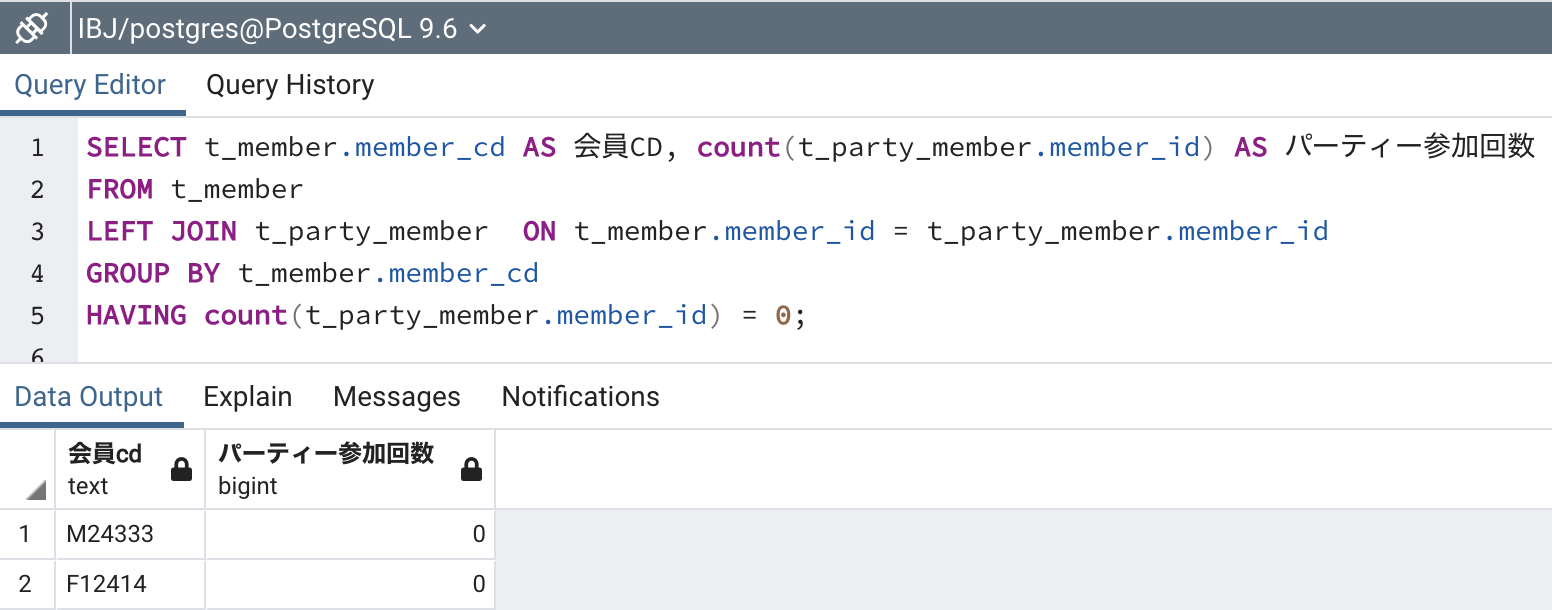 IBJ/postgres@PostgreSQL 9.6
Query Editor Query History
1 SELECT t_member.member_cd AS 会員CD, count(t_party_member.member_id) AS パーティー参加回数
2 FROM t_member
3 LEFT JOIN t_party_member  ON t_member.member_id = t_party_member.member_id
4 GROUP BY t_member.member_cd
5 HAVING count(t_party_member.member_id) = 0;
6
Data Output Explain Messages Notifications
会員cd パーティー参加回数
text bigint
1 M24333 0
2 F12414 0